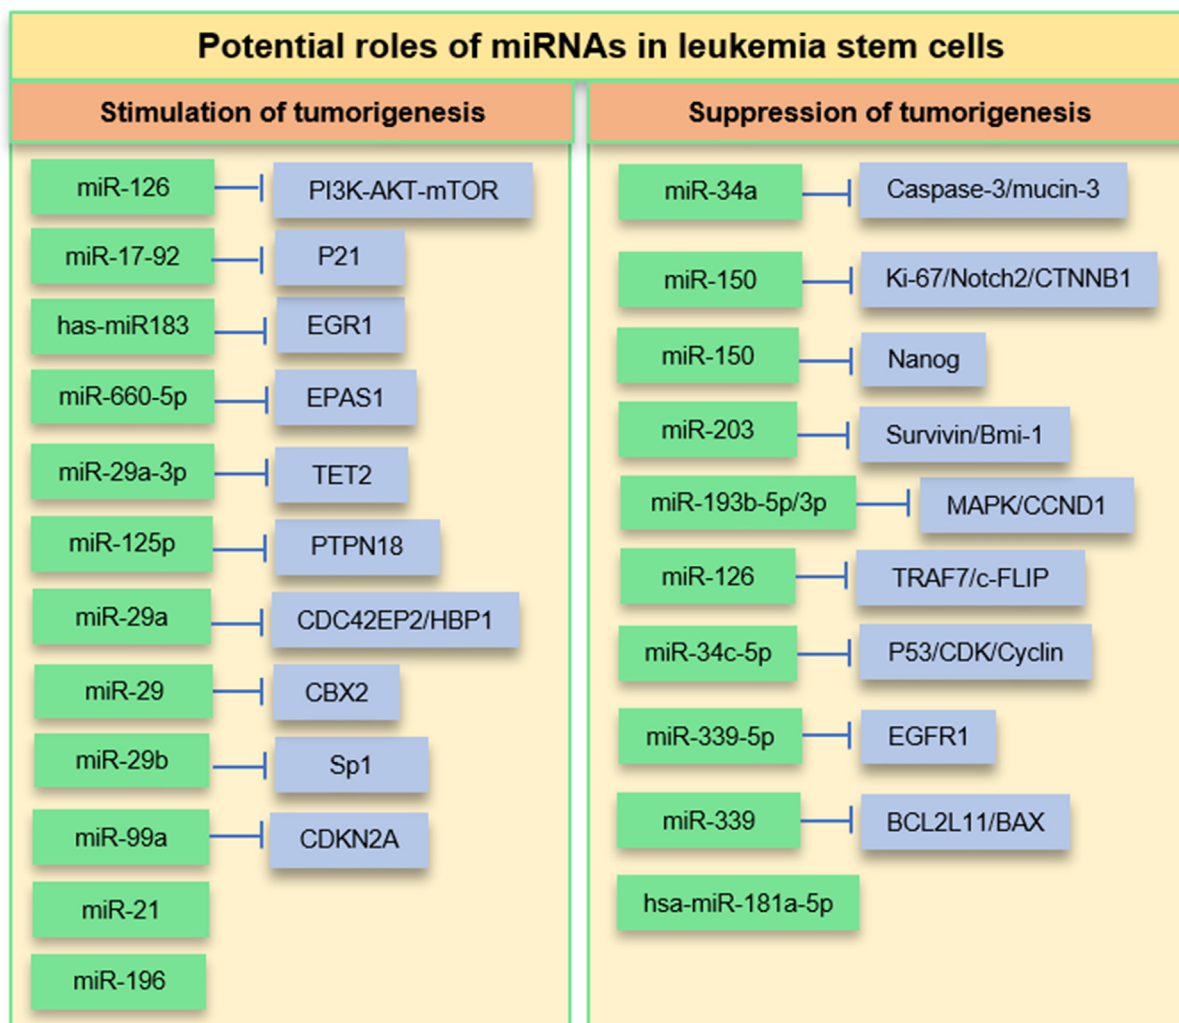 Potential roles of miRNAs in leukemia stem cells
Stimulation of tumorigenesis
miR-126 PI3K-AKT-mTOR
miR-17-92 P21
has-miR183 EGR1
miR-660-5p EPAS1
miR-29a-3p TET2
miR-125p PTPN18
miR-29a CDC42EP2/HBP1
miR-29 CBX2
miR-29b Sp1
miR-99a CDKN2A
miR-21
miR-196
Suppression of tumorigenesis
miR-34a Caspase-3/mucin-3
miR-150 Ki-67/Notch2/CTNNB1
miR-150 Nanog
miR-203 Survivin/Bmi-1
miR-193b-5p/3p MAPK/CCND1
miR-126 TRAF7/c-FLIP
miR-34c-5p P53/CDK/Cyclin
miR-339-5p EGFR1
miR-339 BCL2L11/BAX
hsa-miR-181a-5p